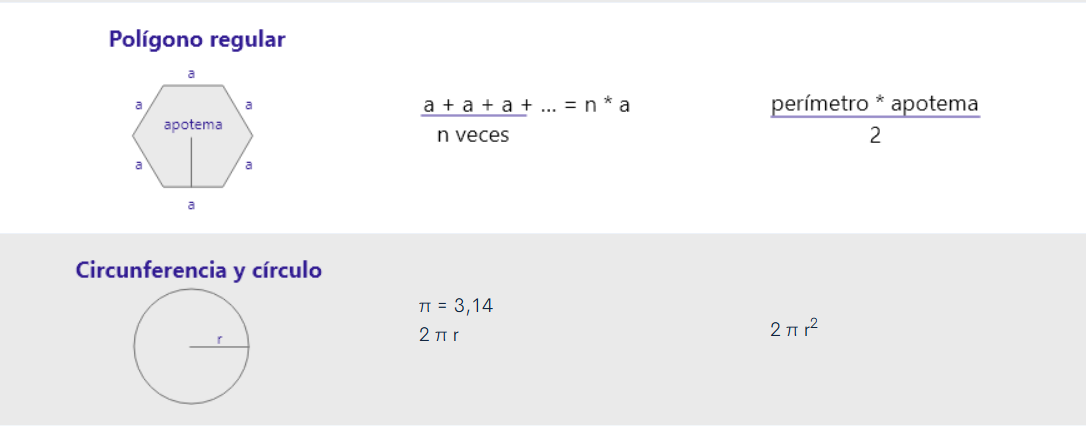 Polígono regular
a
a
a
apotema
a
a
a
a + a + a + ... = n * a
n veces
perímetro * apotema
2
Circunferencia y círculo
r
π = 3,14
2 π r
2 π r²